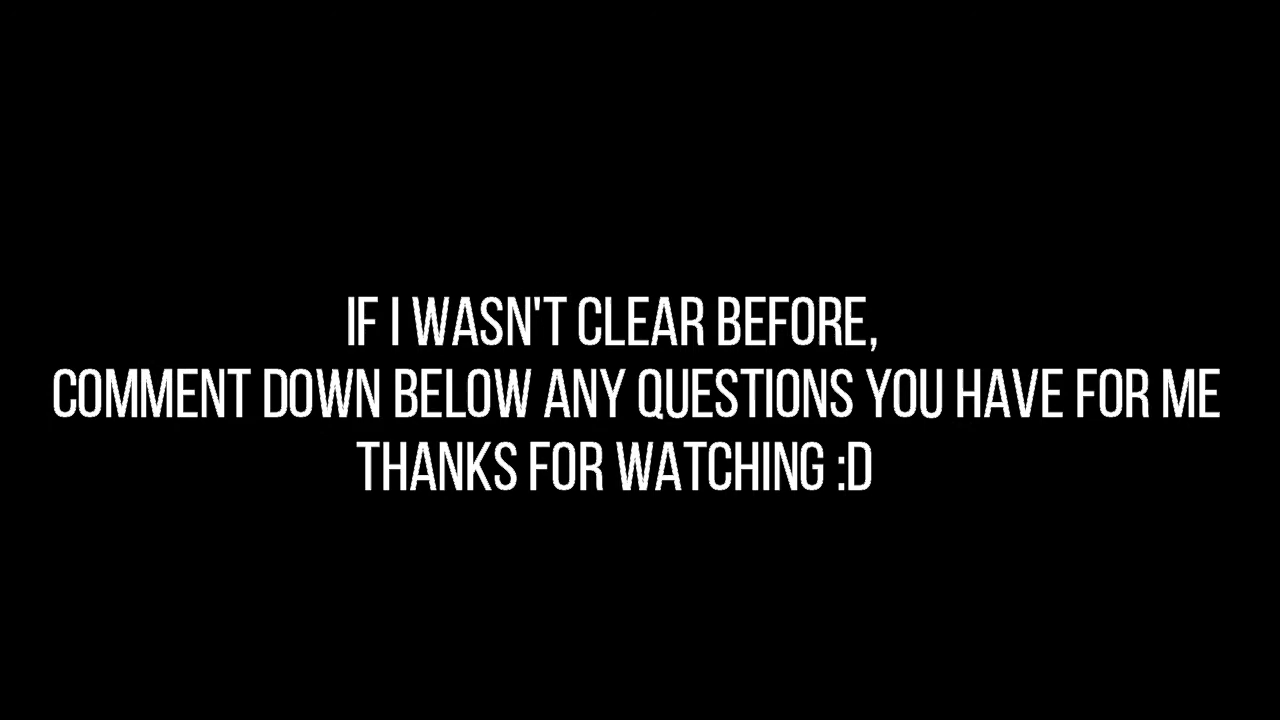 IF I WASN'T CLEAR BEFORE,
COMMENT DOWN BELOW ANY QUESTIONS YOU HAVE FOR ME
THANKS FOR WATCHING :D